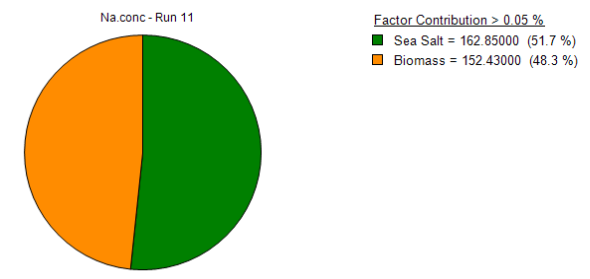 Na.conc - Run 11
Factor Contribution > 0.05 %
Sea Salt = 162.85000 (51.7 %)
Biomass = 152.43000 (48.3 %)